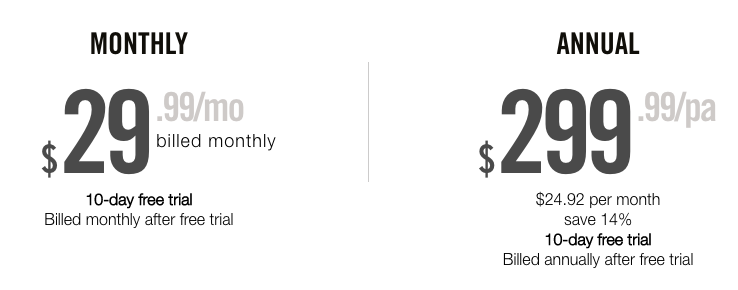 MONTHLY
$29.99/mo
billed monthly
10-day free trial
Billed monthly after free trial
ANNUAL
$299.99/pa
$24.92 per month
save 14%
10-day free trial
Billed annually after free trial